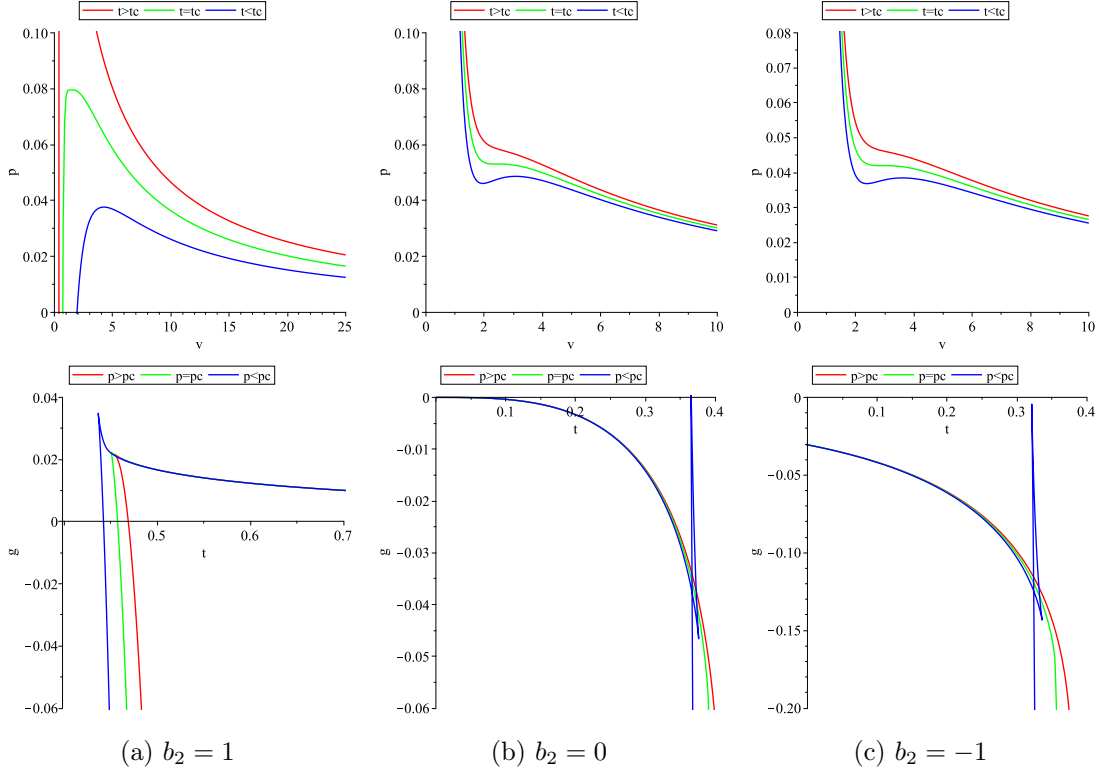 t>tc t=tc t<tc
0.10
0.08
0.06
0.04
0.02
0
p
0 5 10 15 20 25
v
t>tc t=tc t<tc
0.10
0.08
0.06
0.04
0.02
0
p
0 2 4 6 8 10
v
t>tc t=tc t<tc
0.08
0.07
0.06
0.05
0.04
0.03
0.02
0.01
0
p
0 2 4 6 8 10
v
p>pc p=pc p<pc
0.04
0.02
0
−0.02
−0.04
−0.06
g
0.5 0.6 0.7
t
p>pc p=pc p<pc
0
−0.01
−0.02
−0.03
−0.04
−0.05
−0.06
g
0.1 0.2 0.3 0.4
t
p>pc p=pc p<pc
0
−0.05
−0.10
−0.15
−0.20
g
0.1 0.2 0.3 0.4
t
(a) b₂ = 1
(b) b₂ = 0
(c) b₂ = −1